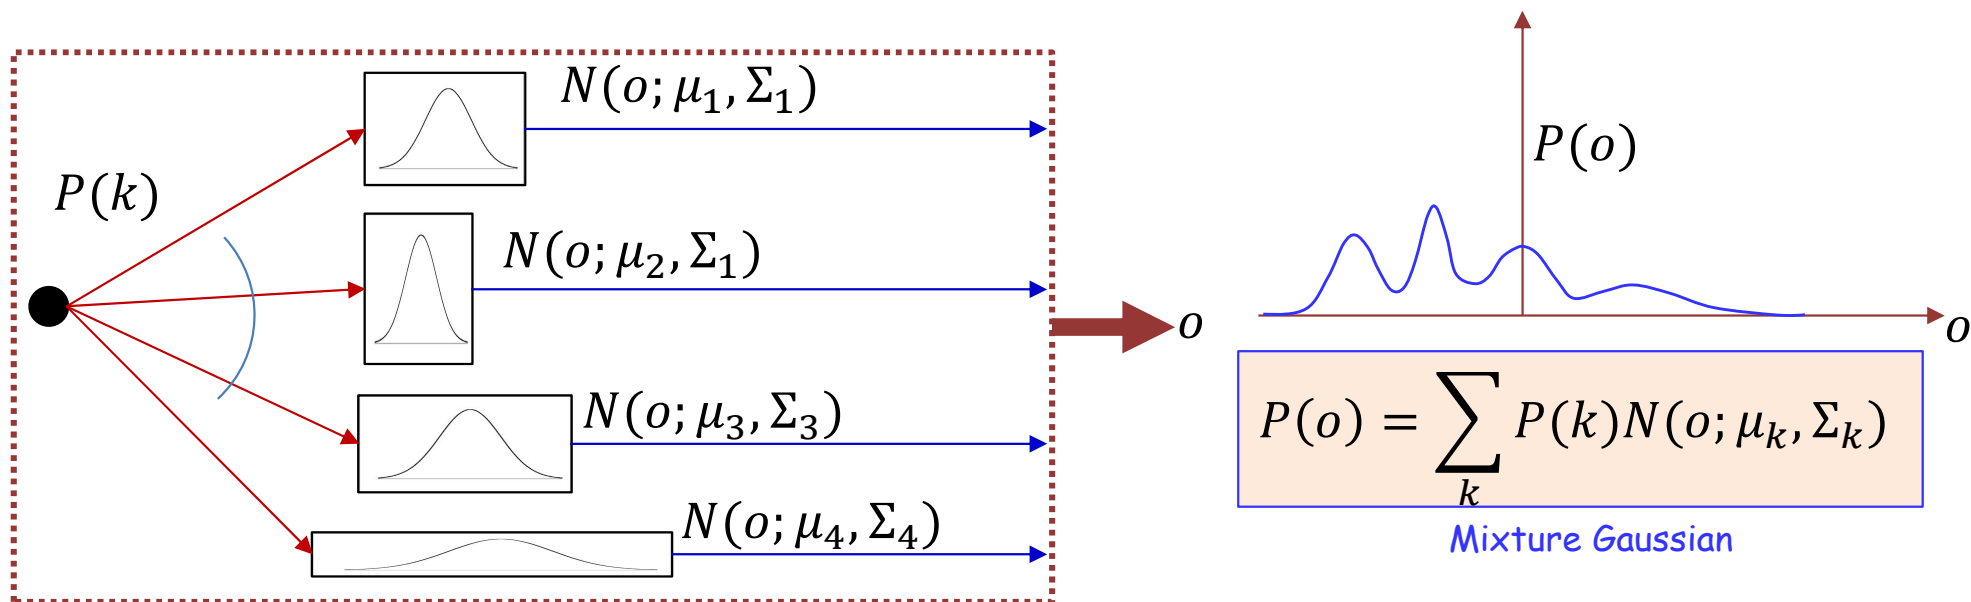 P(k)
N(o; μ₁, Σ₁)
N(o; μ₂, Σ₁)
N(o; μ₃, Σ₃)
N(o; μ₄, Σ₄)
o
P(o)
o
P(o) = ∑ₖ P(k)N(o; μₖ, Σₖ)
Mixture Gaussian